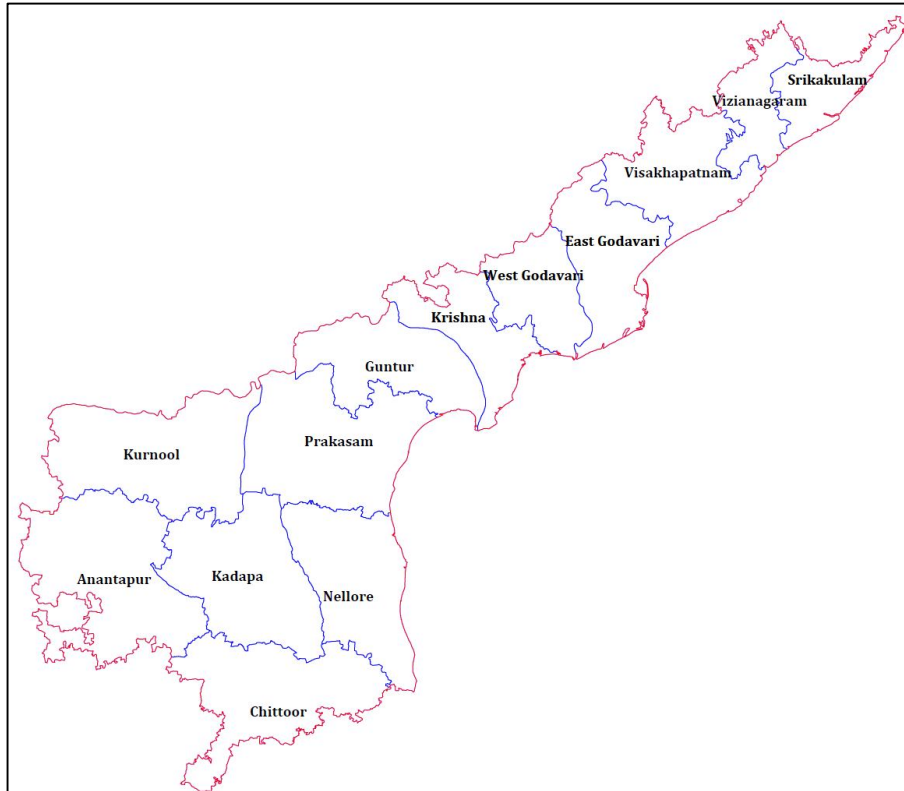 Srikakulam
Vizianagaram
Visakhapatnam
East Godavari
West Godavari
Krishna
Guntur
Prakasam
Kurnool
Kadapa
Anantapur
Nellore
Chittoor